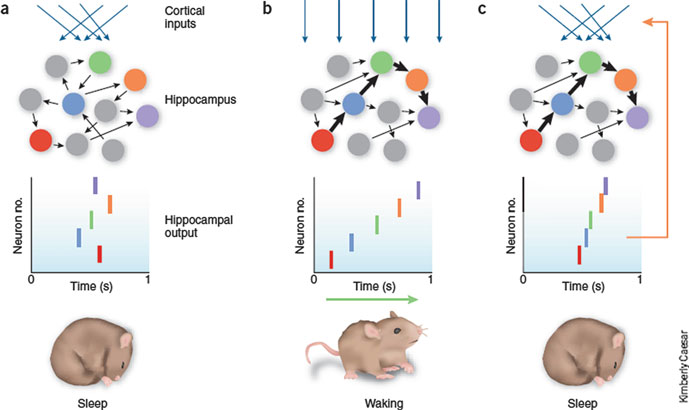 a
Cortical
inputs
b
c
Hippocampus
Neuron no.
Hippocampal
output
Neuron no.
Neuron no.
0
1
Time (s)
0
1
Time (s)
0
1
Time (s)
Sleep
Waking
Sleep
Kimberly Caesar